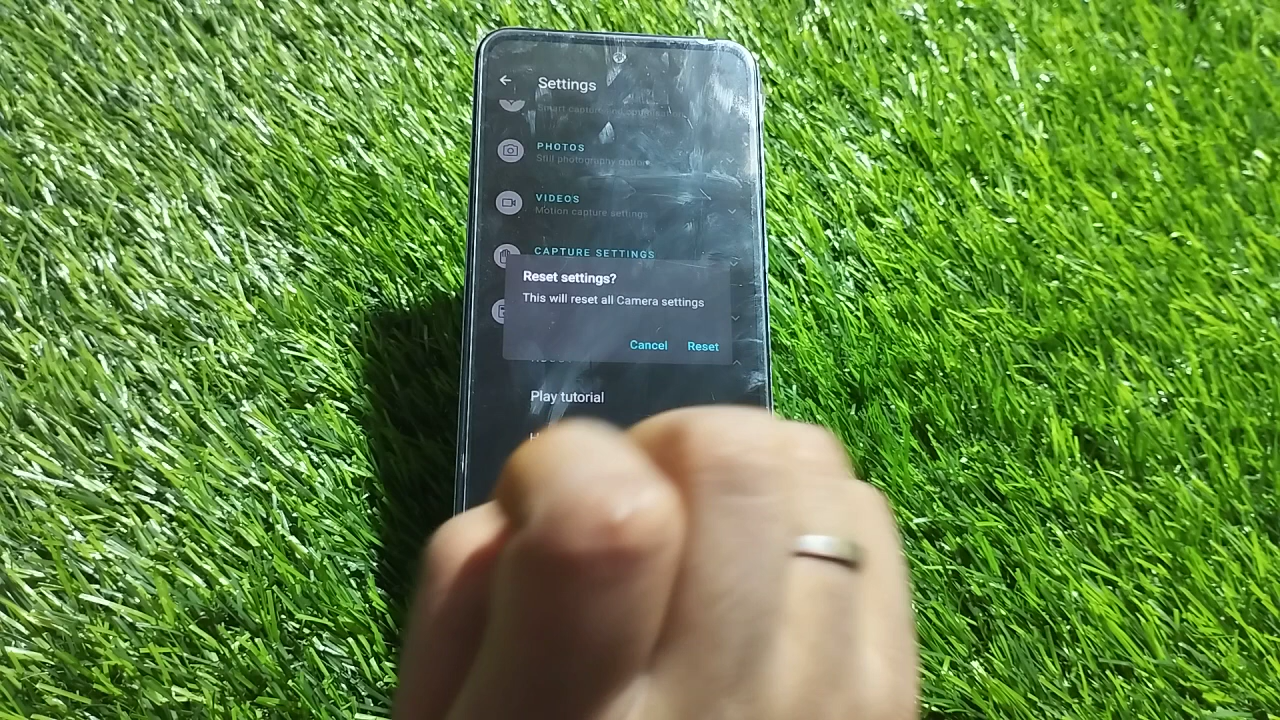 Settings
PHOTOS
Still photography
VIDEOS
Motion capture settings
CAPTURE SETTINGS
Reset settings?
This will reset all Camera settings
Cancel Reset
Play tutorial